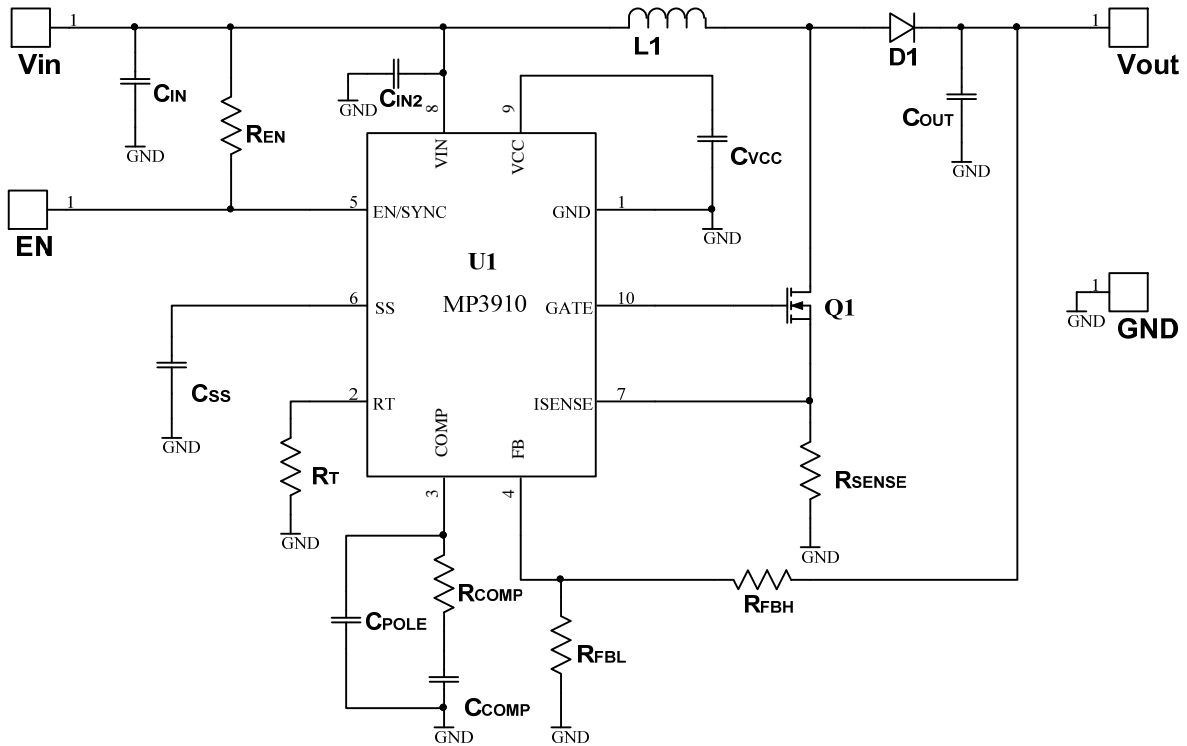 1
Vin
CIN
GND
REN
GND
CIN2
8
9
L1
D1
1
Vout
COUT
GND
CVCC
VIN
VCC
1
EN
5
EN/SYNC
GND
1
GND
U1
MP3910
6
SS
GATE
10
Q1
1
GND
GND
CSS
GND
2
RT
COMP
FB
ISENSE
7
RT
GND
RSENSE
GND
3
4
CPOLE
RCOMP
CCOMP
GND
RFBL
GND
RFBH